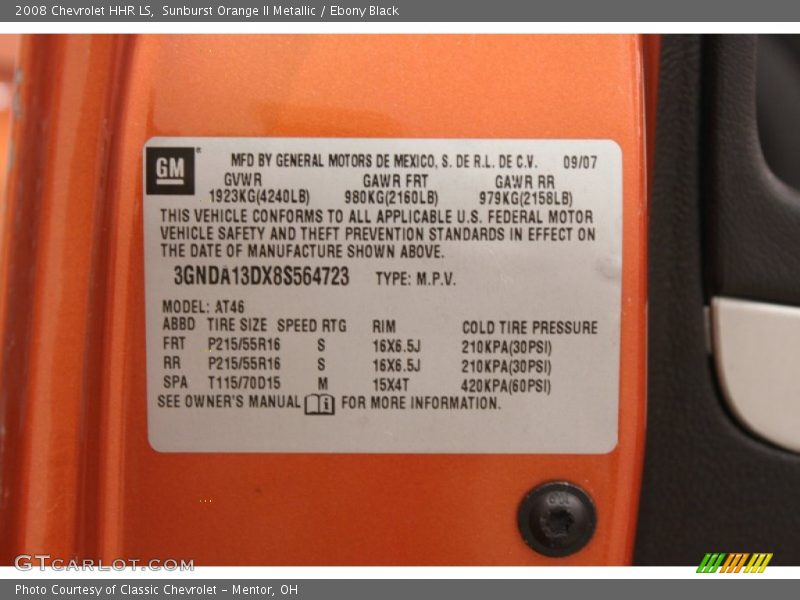 2008 Chevrolet HHR LS,  Sunburst Orange II Metallic / Ebony Black
GM MFD BY GENERAL MOTORS DE MEXICO, S. DE R.L. DE C.V. 09/07
GVWR GAWR FRT GAWR RR
1923KG(4240LB) 980KG(2160LB) 979KG(2158LB)
THIS VEHICLE CONFORMS TO ALL APPLICABLE U.S. FEDERAL MOTOR
VEHICLE SAFETY AND THEFT PREVENTION STANDARDS IN EFFECT ON
THE DATE OF MANUFACTURE SHOWN ABOVE.
3GNDA13DX8S564723 TYPE: M.P.V.
MODEL: AT46
ABBD TIRE SIZE SPEED RTG RIM COLD TIRE PRESSURE
FRT P215/55R16 S 16X6.5J 210KPA(30PSI)
RR P215/55R16 S 16X6.5J 210KPA(30PSI)
SPA T115/70D15 M 15X4T 420KPA(60PSI)
SEE OWNER'S MANUAL i FOR MORE INFORMATION.
GTCARLOT.COM
Photo Courtesy of Classic Chevrolet - Mentor, OH